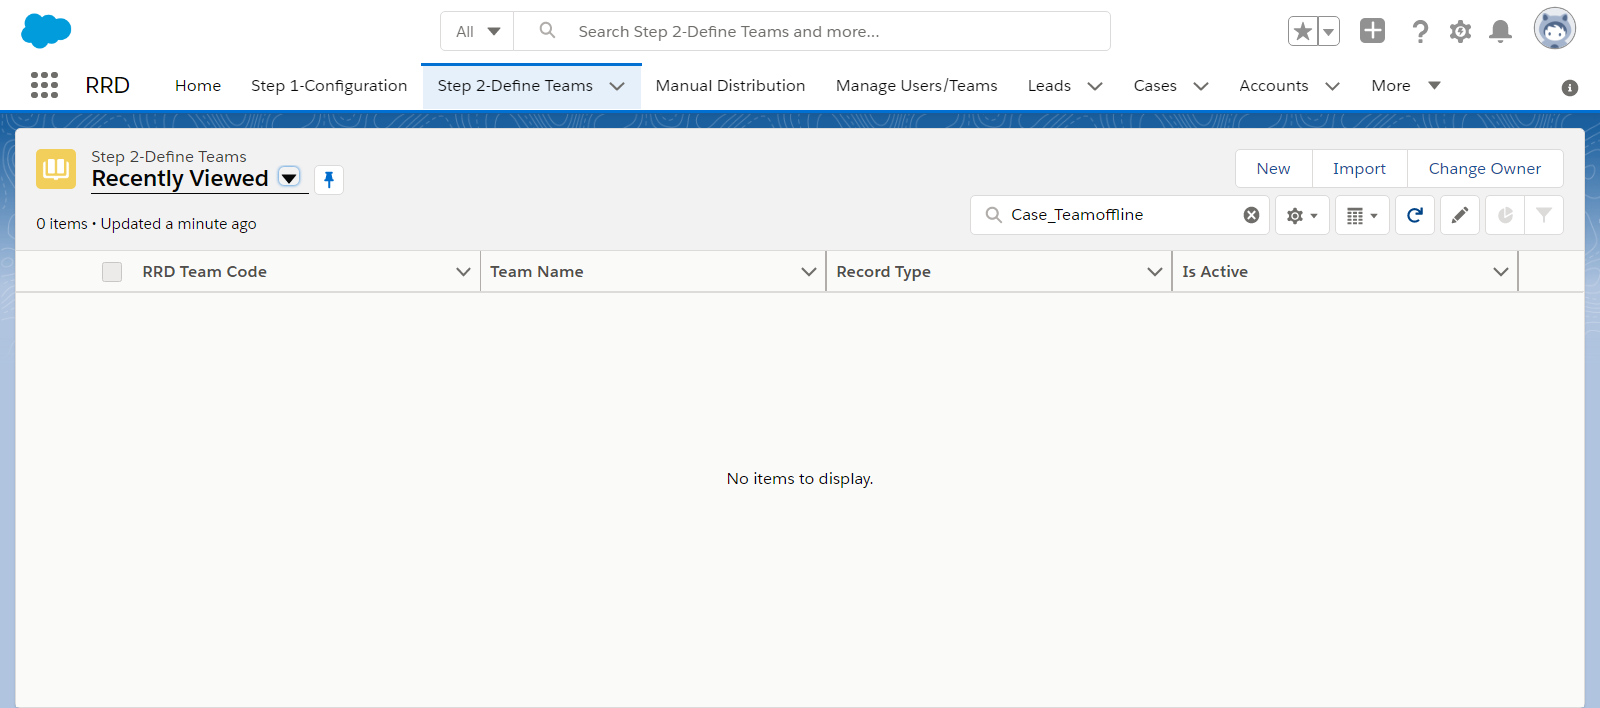 All
Search Step 2-Define Teams and more...
RRD
Home
Step 1-Configuration
Step 2-Define Teams
Manual Distribution
Manage Users/Teams
Leads
Cases
Accounts
More
Step 2-Define Teams
Recently Viewed
New
Import
Change Owner
0 items • Updated a minute ago
Case_Teamoffline
RRD Team Code
Team Name
Record Type
Is Active
No items to display.